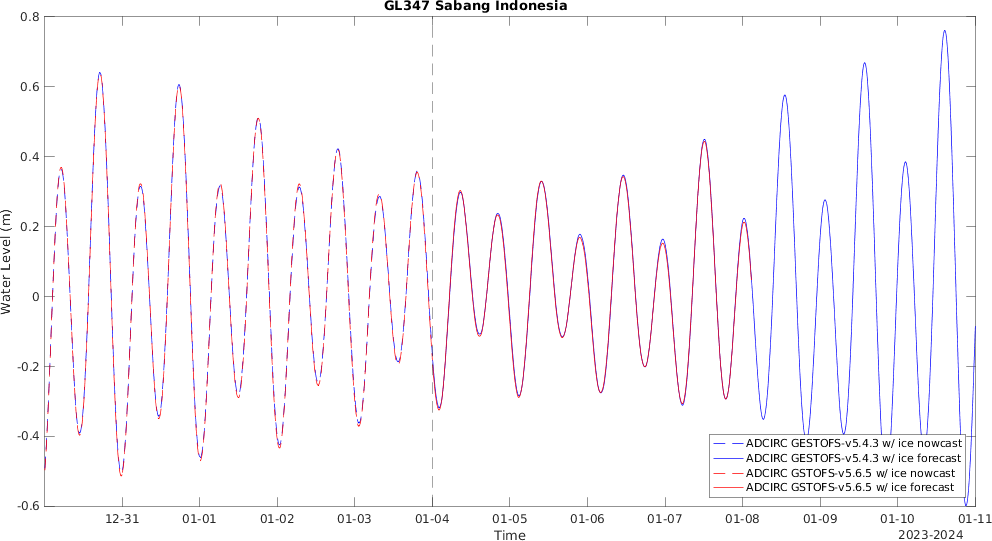 GL347 Sabang Indonesia
0.8
0.6
0.4
0.2
0
-0.2
-0.4
-0.6
Water Level (m)
ADCIRC GESTOFS-v5.4.3 w/ ice nowcast
ADCIRC GESTOFS-v5.4.3 w/ ice forecast
ADCIRC GSTOFS-v5.6.5 w/ ice nowcast
ADCIRC GSTOFS-v5.6.5 w/ ice forecast
12-31 01-01 01-02 01-03 01-04 01-05 01-06 01-07 01-08 01-09 01-10 01-11
Time
2023-2024